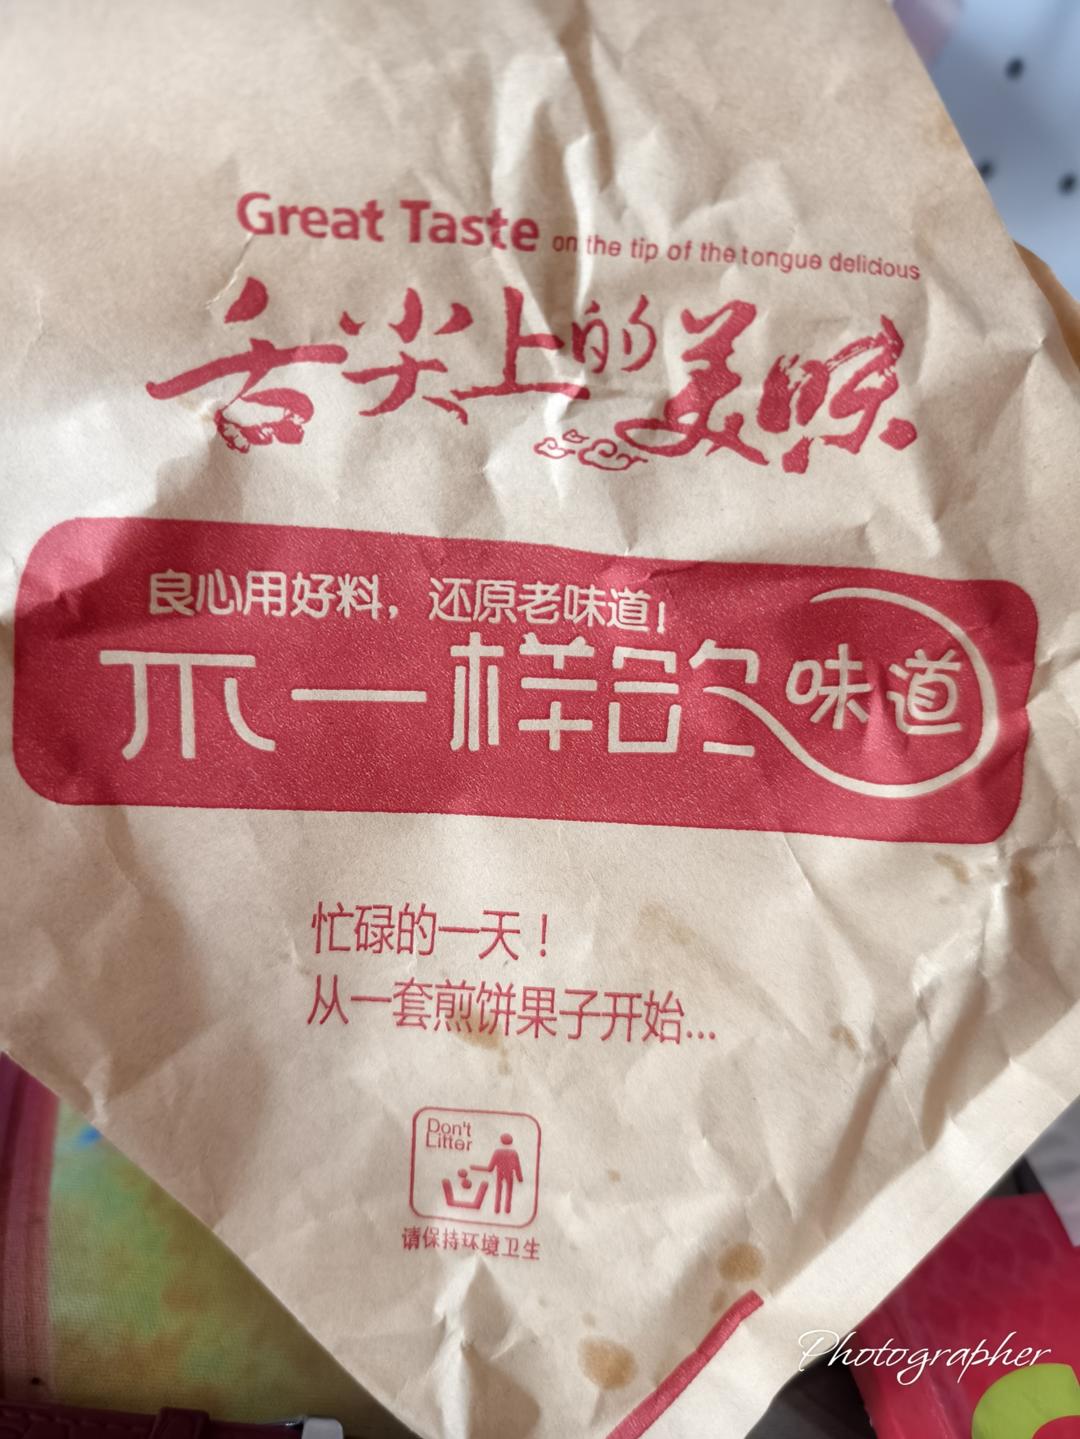 Great Taste on the tip of the tongue delicious
舌尖上的美味
良心用好料，还原老味道！
不一样的味道
忙碌的一天！
从一套煎饼果子开始...
Don't
Litter
请保持环境卫生
Photographer